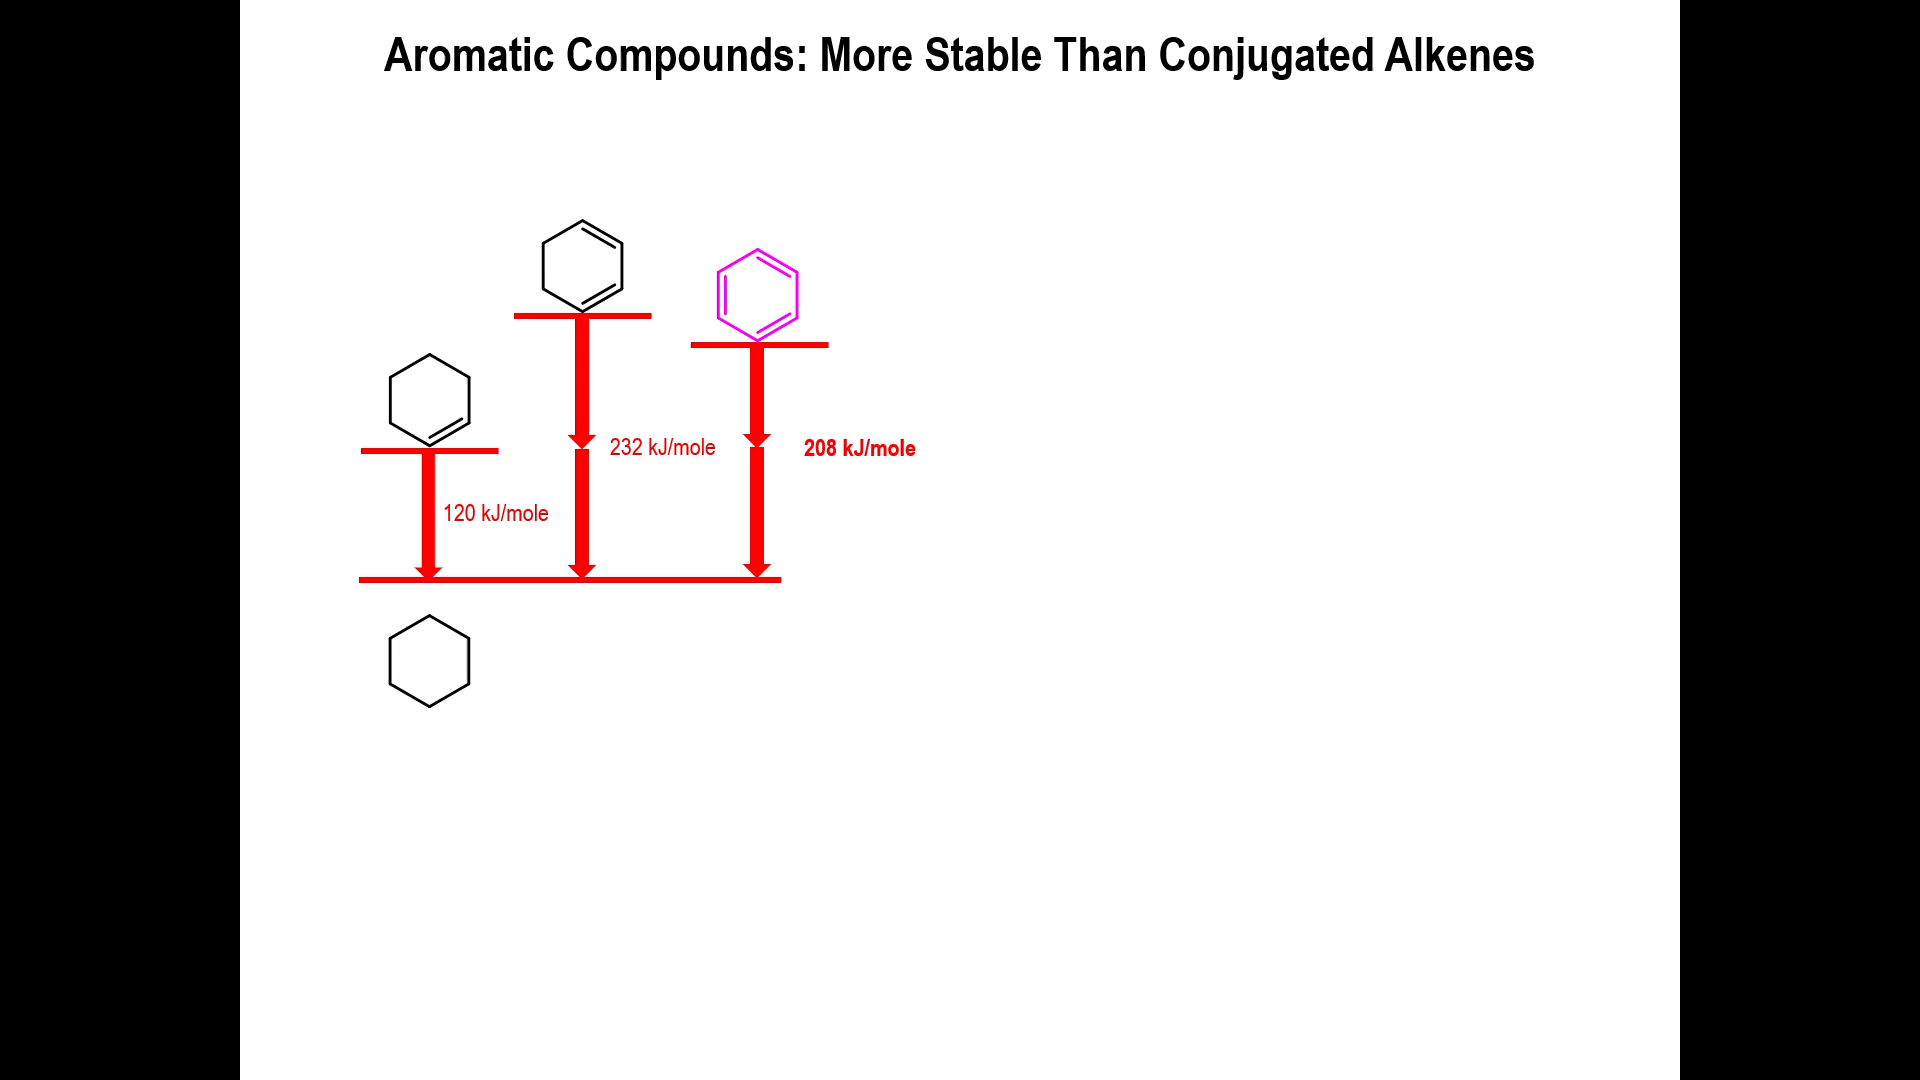 Aromatic Compounds: More Stable Than Conjugated Alkenes
232 kJ/mole
208 kJ/mole
120 kJ/mole